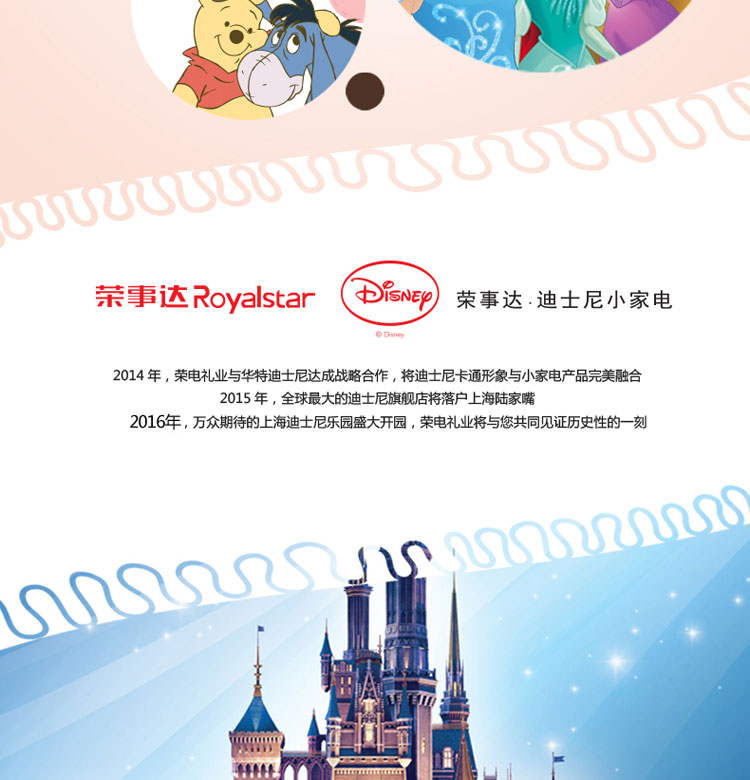 荣事达 Royalstar Disney 荣事达·迪士尼小家电
© Disney
2014 年，荣电礼业与华特迪士尼达成战略合作，将迪士尼卡通形象与小家电产品完美融合
2015 年，全球最大的迪士尼旗舰店将落户上海陆家嘴
2016年，万众期待的上海迪士尼乐园盛大开园，荣电礼业将与您共同见证历史性的一刻